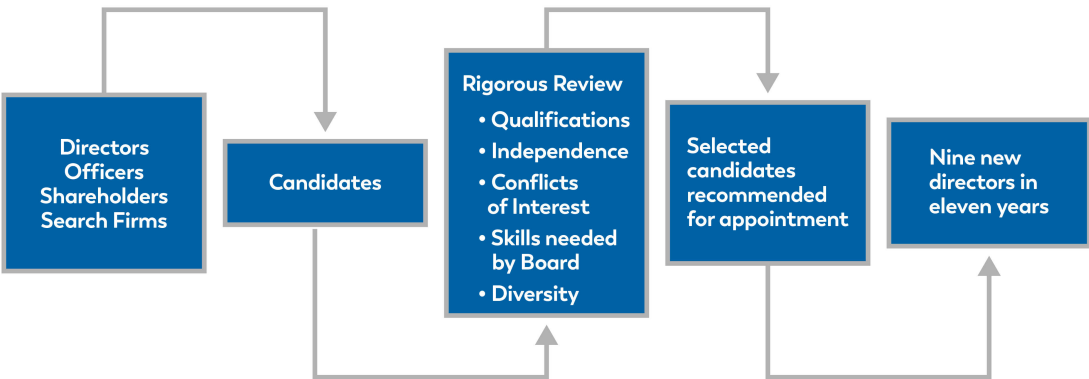 Directors
Officers
Shareholders
Search Firms
Candidates
Rigorous Review
• Qualifications
• Independence
• Conflicts
of Interest
• Skills needed
by Board
• Diversity
Selected
candidates
recommended
for appointment
Nine new
directors in
eleven years